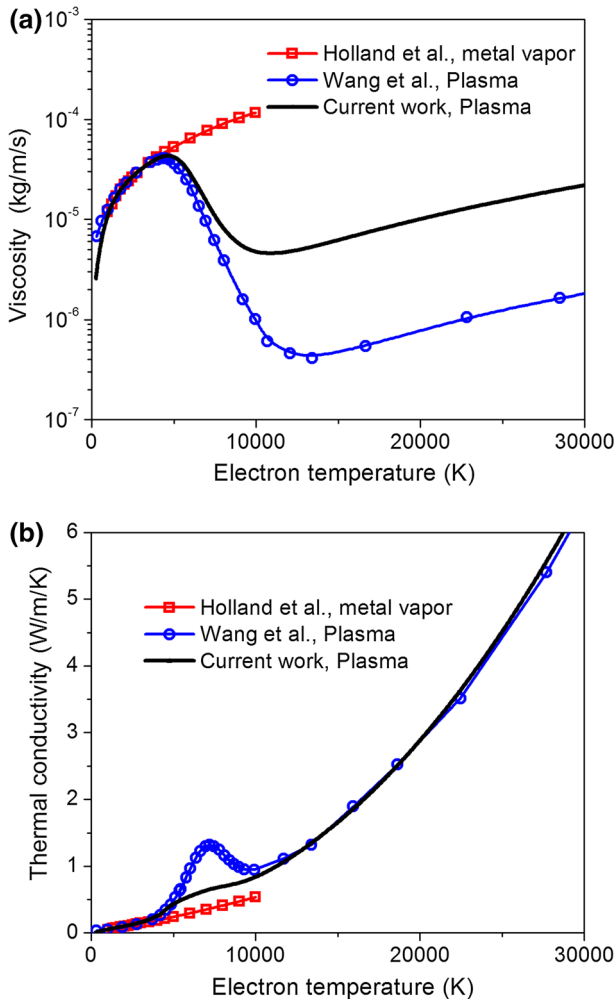 (a)
10⁻³
10⁻⁴
10⁻⁵
10⁻⁶
10⁻⁷
Viscosity (kg/m/s)
Holland et al., metal vapor
Wang et al., Plasma
Current work, Plasma
0 10000 20000 30000
Electron temperature (K)
(b)
6
5
4
3
2
1
0
Thermal conductivity (W/m/K)
Holland et al., metal vapor
Wang et al., Plasma
Current work, Plasma
0 10000 20000 30000
Electron temperature (K)